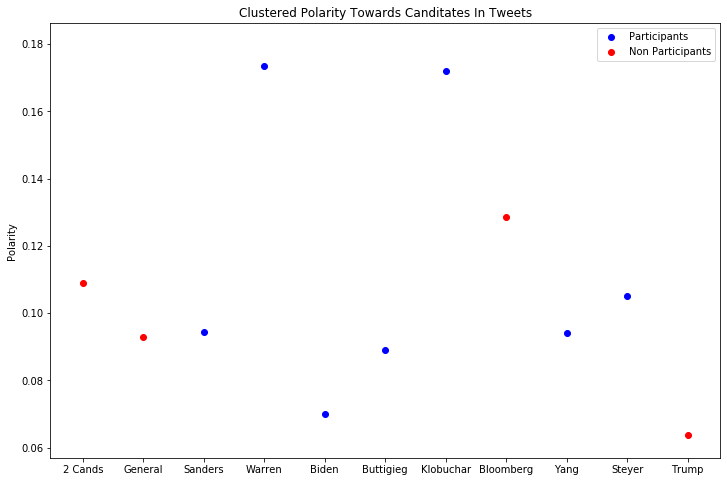 Clustered Polarity Towards Canditates In Tweets
Participants
Non Participants
Polarity
0.18
0.16
0.14
0.12
0.10
0.08
0.06
2 Cands General Sanders Warren Biden Buttigieg Klobuchar Bloomberg Yang Steyer Trump